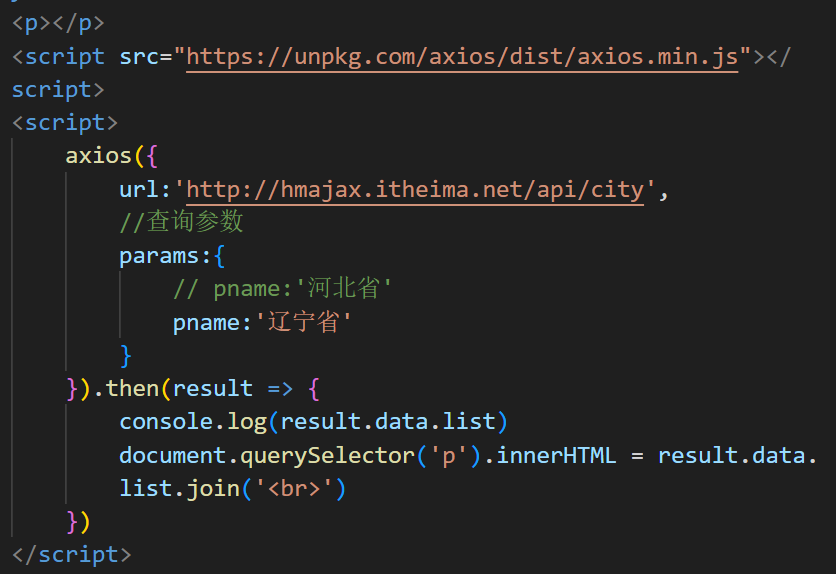 <p></p>
<script src="https://unpkg.com/axios/dist/axios.min.js"></
script>
<script>
axios({
url:'http://hmajax.itheima.net/api/city',
//查询参数
params:{
// pname:'河北省'
pname:'辽宁省'
}
}).then(result => {
console.log(result.data.list)
document.querySelector('p').innerHTML = result.data.
list.join('<br>')
})
</script>